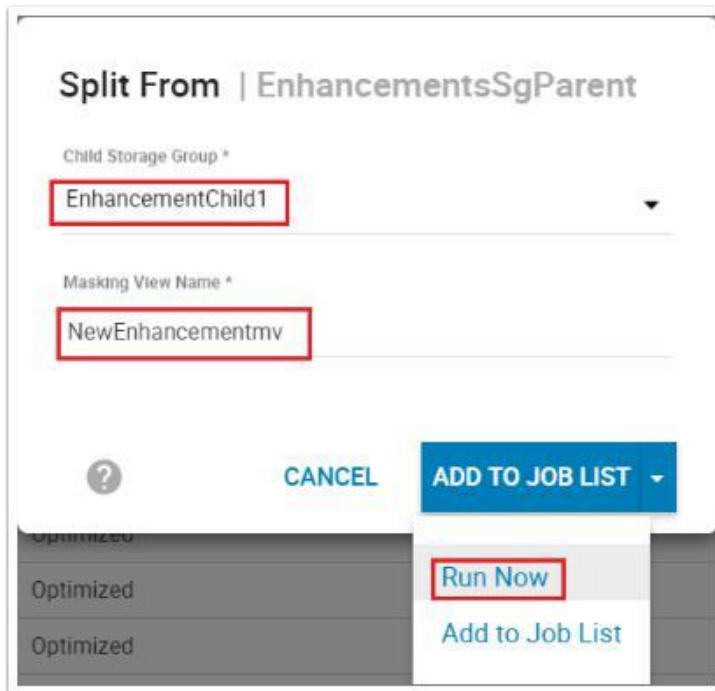 Split From | EnhancementsSgParent
Child Storage Group *
EnhancementChild1
Masking View Name *
NewEnhancementmv
CANCEL ADD TO JOB LIST
Optimized
Run Now
Optimized
Add to Job List
Optimized